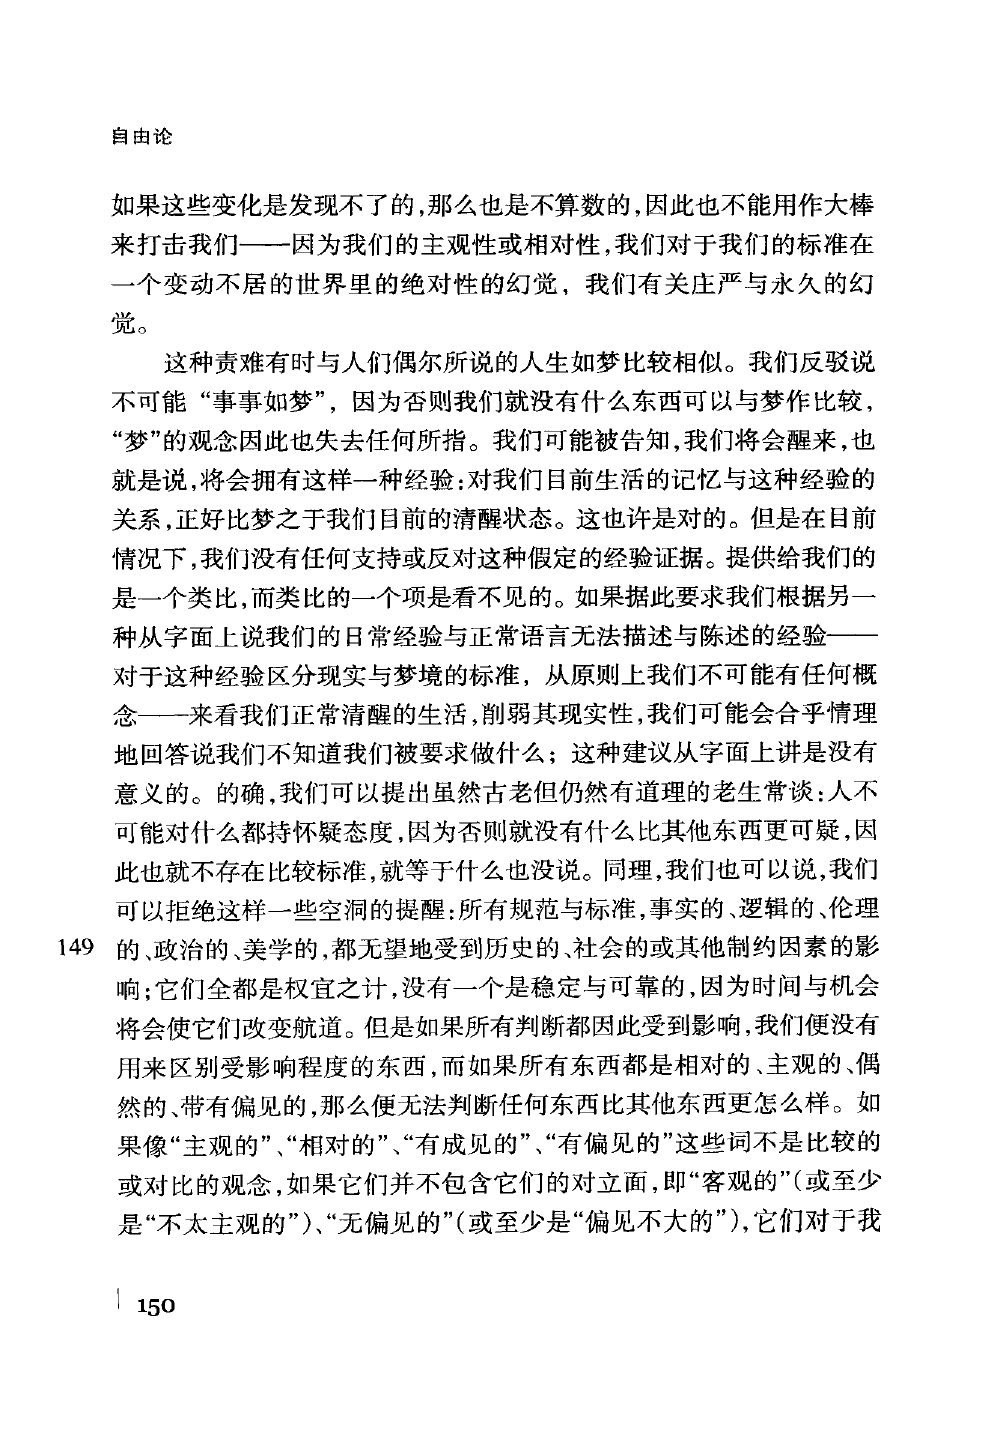 自由论
如果这些变化是发现不了的,那么也是不算数的,因此也不能用作大棒
来打击我们——因为我们的主观性或相对性,我们对于我们的标准在
一个变动不居的世界里的绝对性的幻觉，我们有关庄严与永久的幻
觉。
这种责难有时与人们偶尔所说的人生如梦比较相似。我们反驳说
不可能“事事如梦”，因为否则我们就没有什么东西可以与梦作比较，
“梦”的观念因此也失去任何所指。我们可能被告知,我们将会醒来,也
就是说,将会拥有这样一种经验:对我们目前生活的记忆与这种经验的
关系,正好比梦之于我们目前的清醒状态。这也许是对的。但是在目前
情况下,我们没有任何支持或反对这种假定的经验证据。提供给我们的
是一个类比,而类比的一个项是看不见的。如果据此要求我们根据另一
种从字面上说我们的日常经验与正常语言无法描述与陈述的经验——
对于这种经验区分现实与梦境的标准，从原则上我们不可能有任何概
念——来看我们正常清醒的生活,削弱其现实性,我们可能会合乎情理
地回答说我们不知道我们被要求做什么；这种建议从字面上讲是没有
意义的。的确,我们可以提出虽然古老但仍然有道理的老生常谈:人不
可能对什么都持怀疑态度,因为否则就没有什么比其他东西更可疑,因
此也就不存在比较标准,就等于什么也没说。同理,我们也可以说,我们
可以拒绝这样一些空洞的提醒:所有规范与标准,事实的、逻辑的、伦理
149 的、政治的、美学的,都无望地受到历史的、社会的或其他制约因素的影
响;它们全都是权宜之计,没有一个是稳定与可靠的,因为时间与机会
将会使它们改变航道。但是如果所有判断都因此受到影响,我们便没有
用来区别受影响程度的东西,而如果所有东西都是相对的、主观的、偶
然的、带有偏见的,那么便无法判断任何东西比其他东西更怎么样。如
果像“主观的”、“相对的”、“有成见的”、“有偏见的”这些词不是比较的
或对比的观念,如果它们并不包含它们的对立面,即“客观的”(或至少
是“不太主观的”)、“无偏见的”(或至少是“偏见不大的”),它们对于我
150